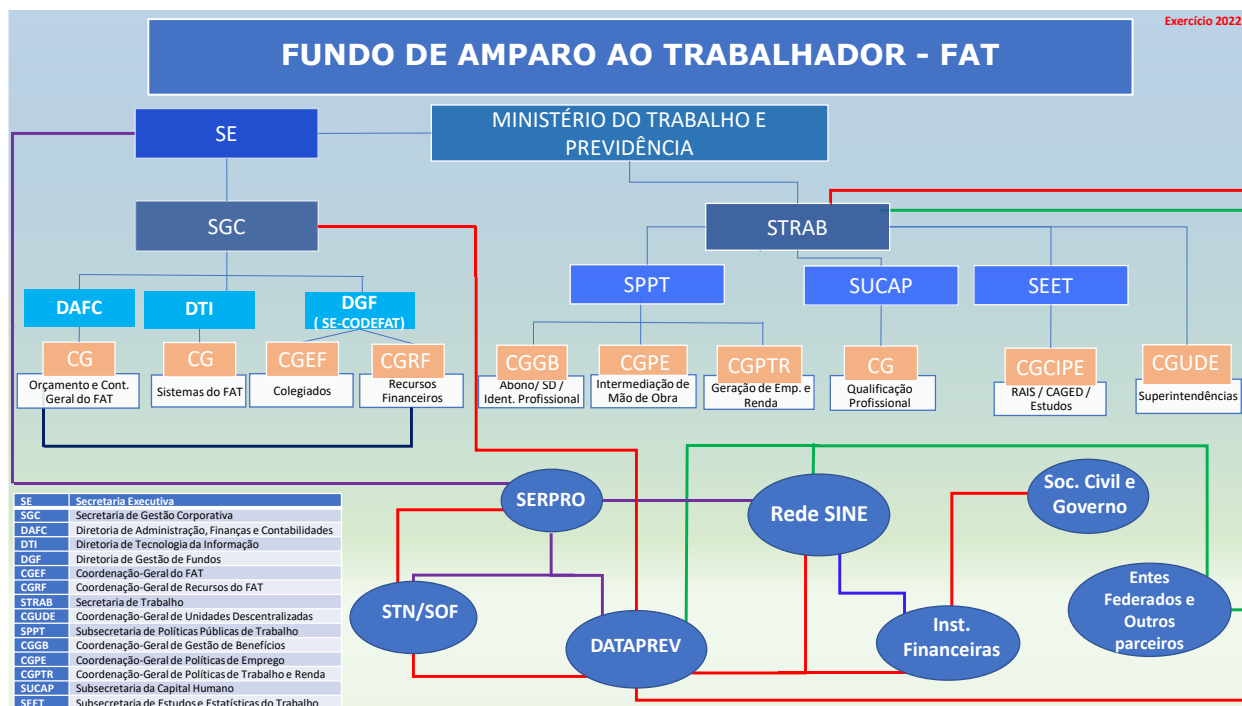 Exercício 2022
FUNDO DE AMPARO AO TRABALHADOR - FAT
SE
MINISTÉRIO DO TRABALHO E
PREVIDÊNCIA
SGC
STRAB
SPPT
SUCAP
SEET
DAFC
DTI
DGF
( SE-CODEFAT)
CG
Orçamento e Cont.
Geral do FAT
CG
Sistemas do FAT
CGEF
Colegiados
CGRF
Recursos
Financeiros
CGGB
Abono/ SD /
Ident. Profissional
CGPE
Intermediação de
Mão de Obra
CGPTR
Geração de Emp. e
Renda
CG
Qualificação
Profissional
CGCIPE
RAIS / CAGED /
Estudos
CGUDE
Superintendências
SERPRO
Rede SINE
Soc. Civil e
Governo
STN/SOF
DATAPREV
Inst.
Financeiras
Entes
Federados e
Outros
parceiros
SE Secretaria Executiva
SGC Secretaria de Gestão Corporativa
DAFC Diretoria de Administração, Finanças e Contabilidades
DTI Diretoria de Tecnologia da Informação
DGF Diretoria de Gestão de Fundos
CGEF Coordenação-Geral do FAT
CGRF Coordenação-Geral de Recursos do FAT
STRAB Secretaria de Trabalho
CGUDE Coordenação-Geral de Unidades Descentralizadas
SPPT Subsecretaria de Políticas Públicas de Trabalho
CGGB Coordenação-Geral de Gestão de Benefícios
CGPE Coordenação-Geral de Políticas de Emprego
CGPTR Coordenação-Geral de Políticas de Trabalho e Renda
SUCAP Subsecretaria da Capital Humano
SEET Subsecretaria de Estudos e Estatísticas do Trabalho